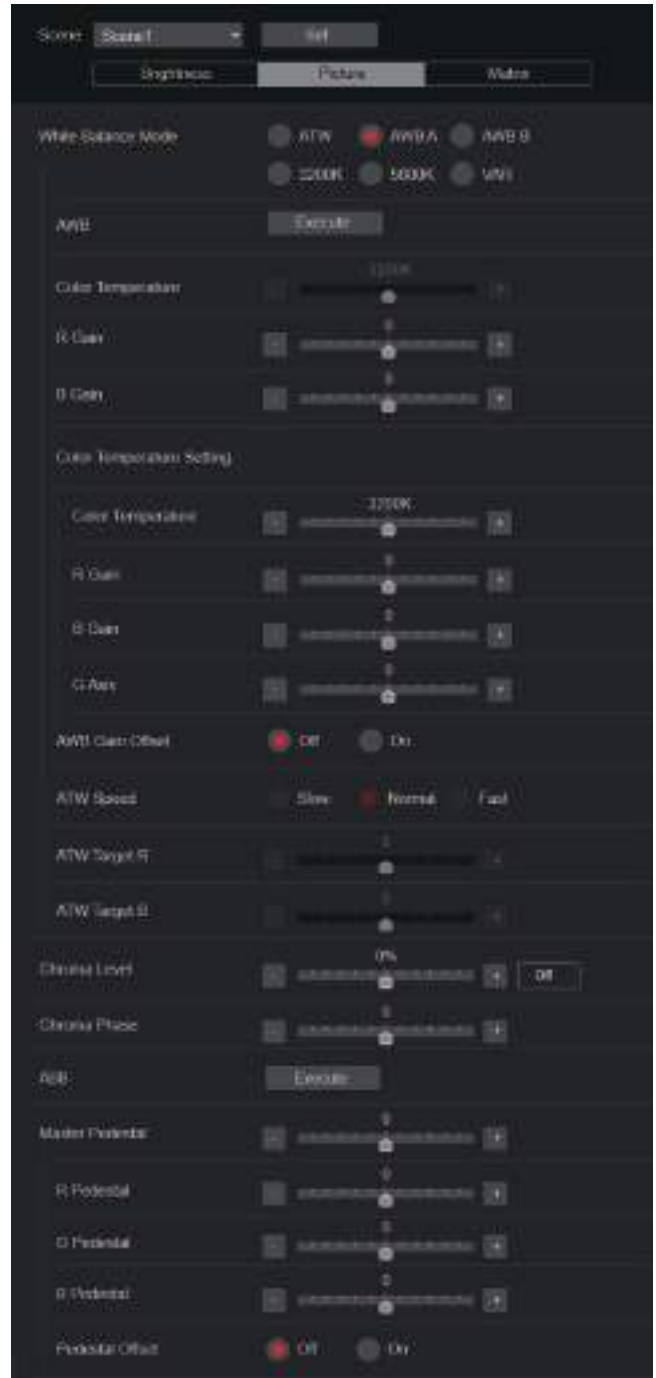 Scene Scene1 Set
Brightness Picture Matrix
White Balance Mode ATW AWB A AWB B
3200K 5600K VAR
AWB Execute
3200K
Color Temperature - +
0
R Gain - +
0
B Gain - +
Color Temperature Setting
3200K
Color Temperature - +
0
R Gain - +
0
B Gain - +
0
G Axis - +
AWB Gain Offset Off On
ATW Speed Slow Normal Fast
ATW Target R - +
ATW Target B - +
0%
Chroma Level - + Off
0
Chroma Phase - +
ABB Execute
0
Master Pedestal - +
0
R Pedestal - +
0
G Pedestal - +
0
B Pedestal - +
Pedestal Offset Off On